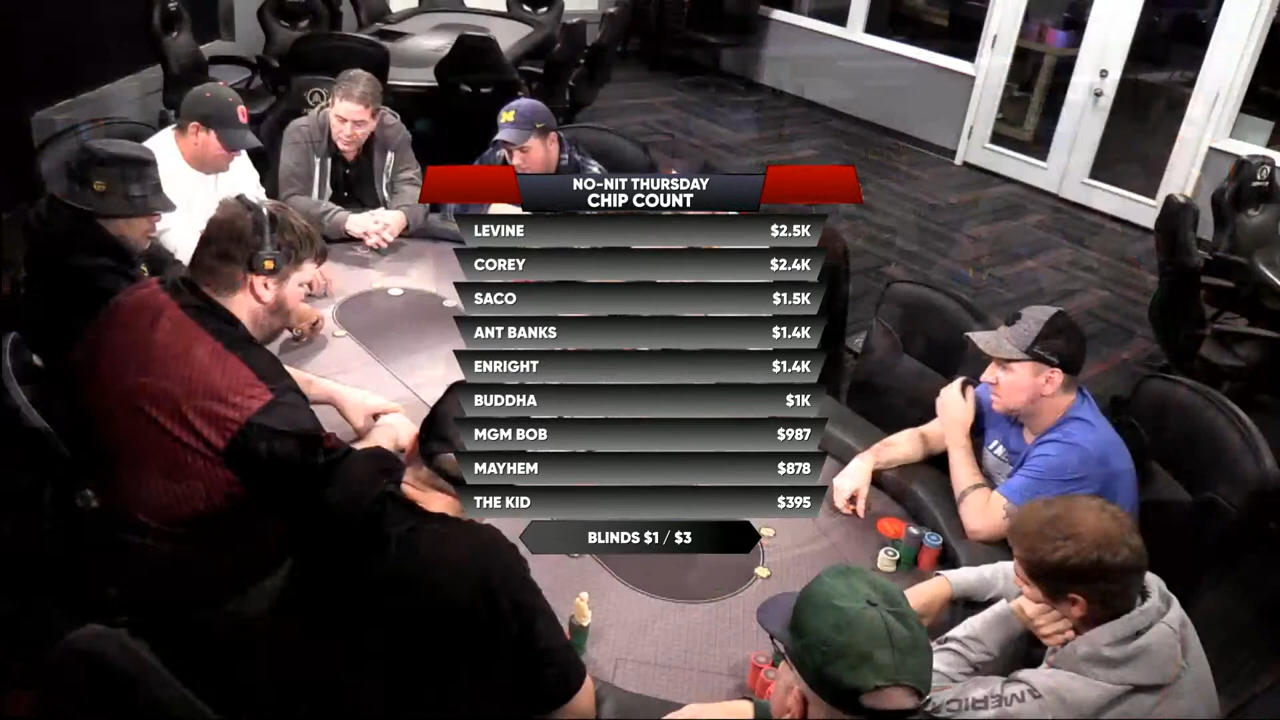 NO-NIT THURSDAY
CHIP COUNT
LEVINE $2.5K
COREY $2.4K
SACO $1.5K
ANT BANKS $1.4K
ENRIGHT $1.4K
BUDDHA $1K
MGM BOB $987
MAYHEM $878
THE KID $395
BLINDS $1 / $3
M
AMERICA